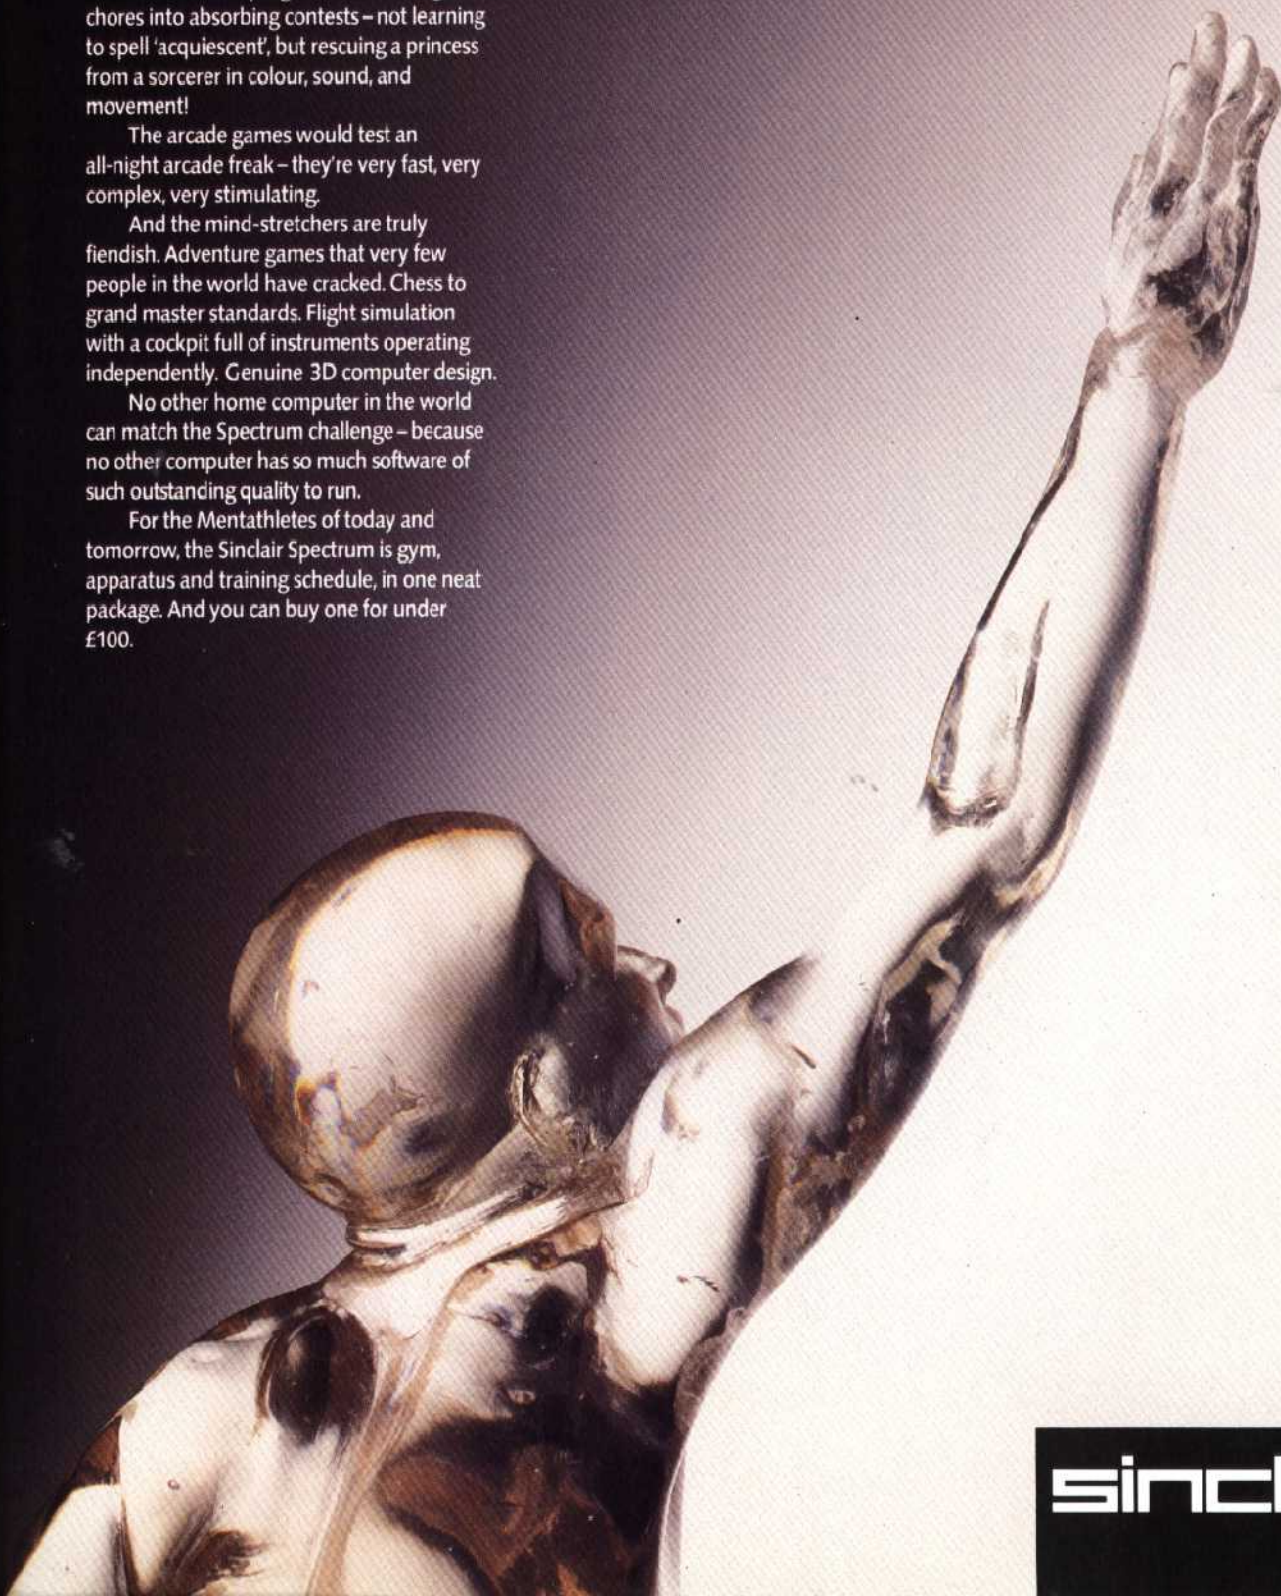 chores into absorbing contests – not learning
to spell 'acquiescent', but rescuing a princess
from a sorcerer in colour, sound, and
movement!
The arcade games would test an
all-night arcade freak – they're very fast, very
complex, very stimulating.
And the mind-stretchers are truly
fiendish. Adventure games that very few
people in the world have cracked. Chess to
grand master standards. Flight simulation
with a cockpit full of instruments operating
independently. Genuine 3D computer design.
No other home computer in the world
can match the Spectrum challenge – because
no other computer has so much software of
such outstanding quality to run.
For the Mentathletes of today and
tomorrow, the Sinclair Spectrum is gym,
apparatus and training schedule, in one neat
package. And you can buy one for under
£100.
sincl